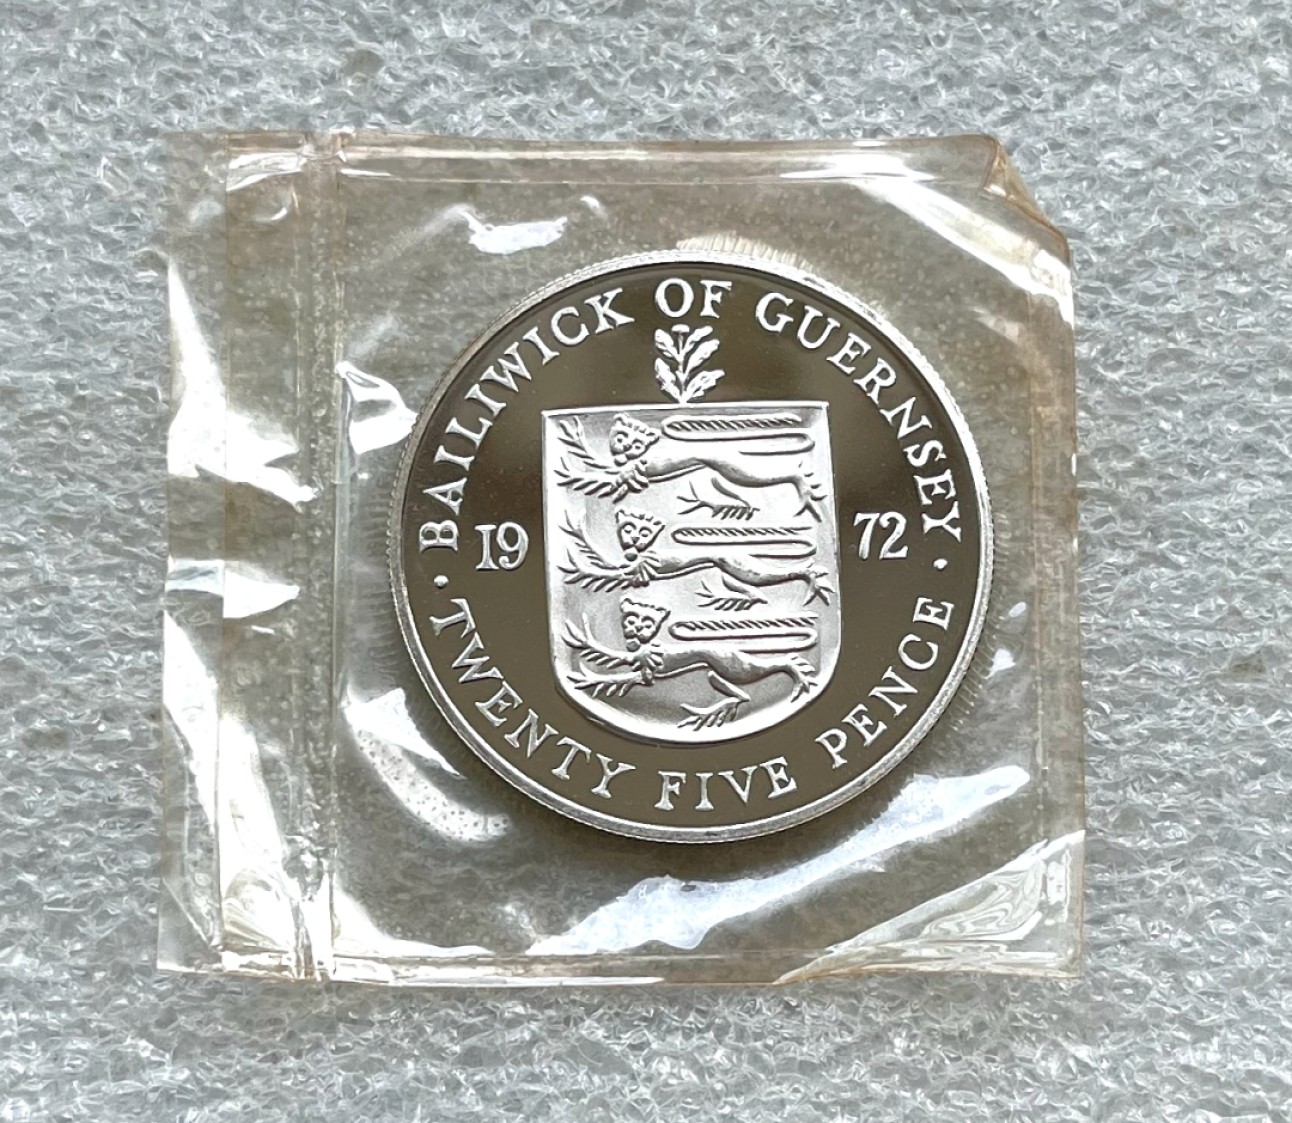 BAILIWICK OF GUERNSEY
19 72
· TWENTY FIVE PENCE ·